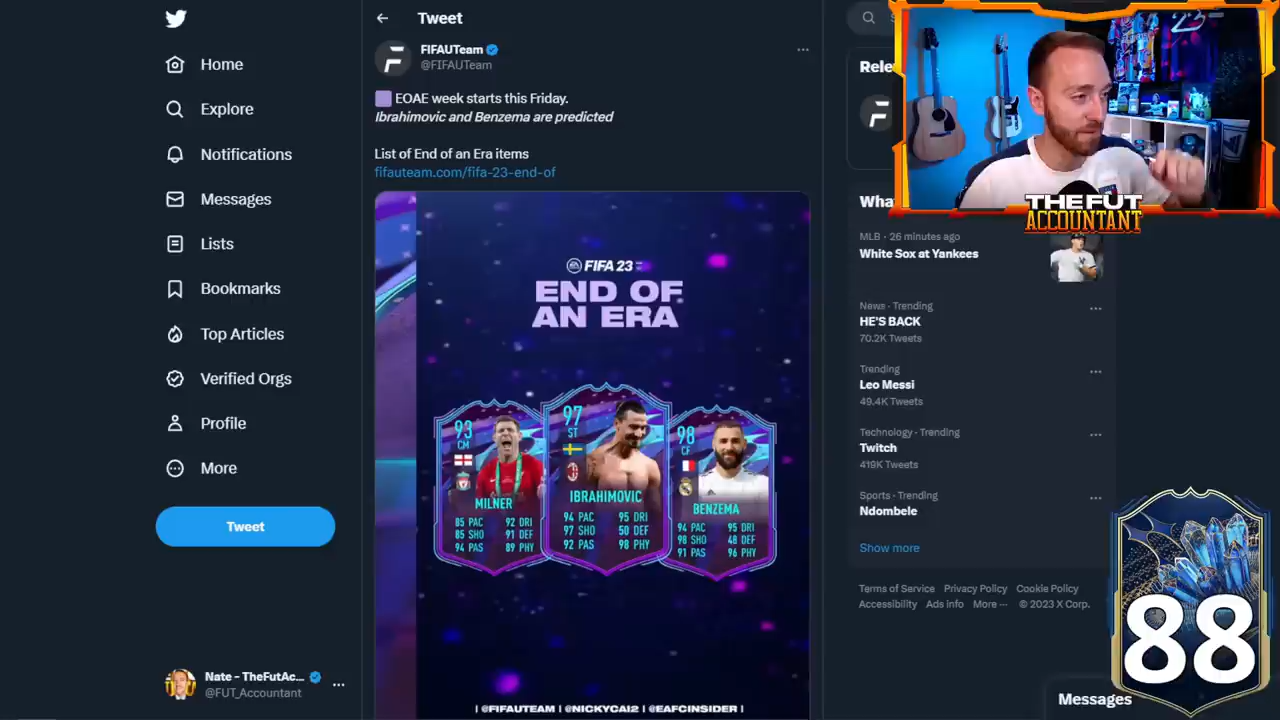 Home
Explore
Notifications
Messages
Lists
Bookmarks
Top Articles
Verified Orgs
Profile
More
Tweet
Nate - TheFutAc...
@FUT_Accountant
Tweet
FIFAUTeam
@FIFAUTeam
EOAE week starts this Friday.
Ibrahimovic and Benzema are predicted
List of End of an Era items
fifauteam.com/fifa-23-end-of
FIFA 23
END OF
AN ERA
93
CM
MILNER
85 PAC 92 DRI
85 SHO 91 DEF
94 PAS 89 PHY
97
ST
IBRAHIMOVIC
94 PAC 95 DRI
97 SHO 50 DEF
92 PAS 98 PHY
98
CF
BENZEMA
94 PAC 95 DRI
98 SHO 48 DEF
91 PAS 96 PHY
| @FIFAUTEAM | @NICKYCAI2 | @EAFCINSIDER |
THE FUT
ACCOUNTANT
MLB · 26 minutes ago
White Sox at Yankees
News · Trending
HE'S BACK
70.2K Tweets
Trending
Leo Messi
49.4K Tweets
Technology · Trending
Twitch
419K Tweets
Sports · Trending
Ndombele
Show more
Terms of Service Privacy Policy Cookie Policy
Accessibility Ads info More ··· © 2023 X Corp.
Messages
88